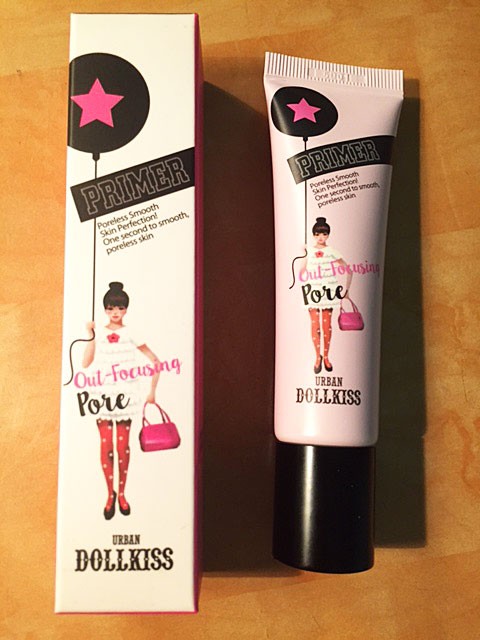 PRIMER
Poreless Smooth
Skin Perfection!
One second to smooth,
poreless skin
Out-Focusing
Pore
URBAN
DOLLKISS
PRIMER
Poreless Smooth
Skin Perfection!
One second to smooth,
poreless skin
Out-Focusing
Pore
URBAN
DOLLKISS